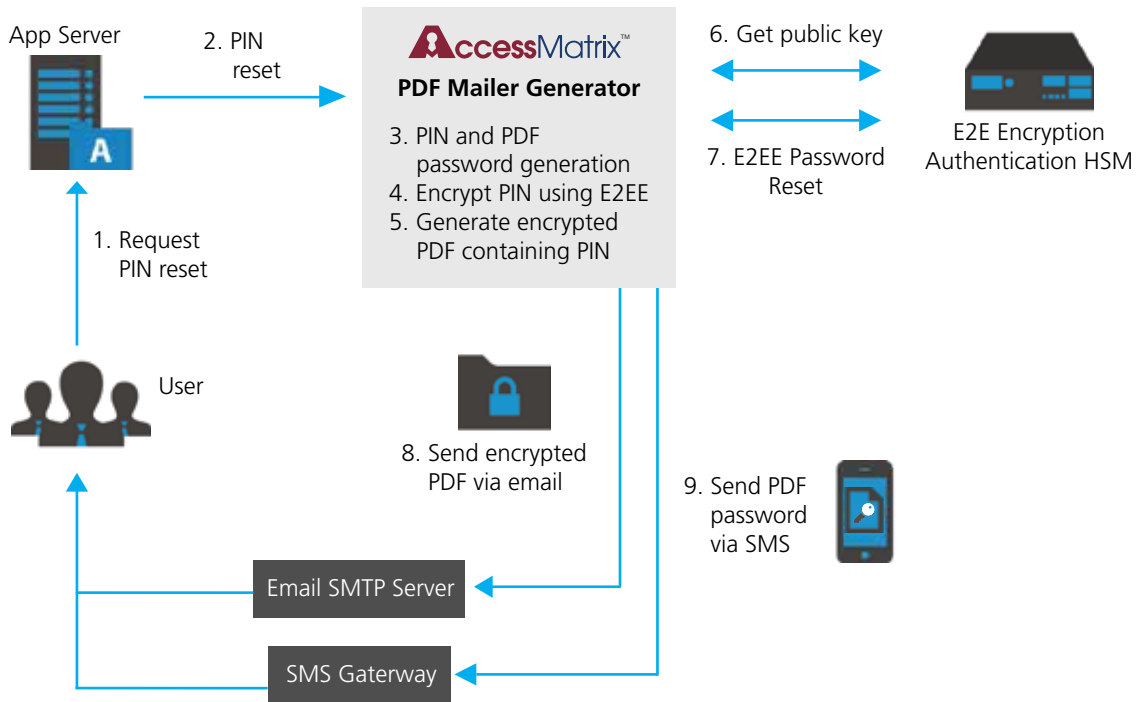 App Server
2. PIN
reset
AccessMatrix™
PDF Mailer Generator
3. PIN and PDF
password generation
4. Encrypt PIN using E2EE
5. Generate encrypted
PDF containing PIN
6. Get public key
7. E2EE Password
Reset
E2E Encryption
Authentication HSM
A
1. Request
PIN reset
User
8. Send encrypted
PDF via email
9. Send PDF
password
via SMS
Email SMTP Server
SMS Gaterway